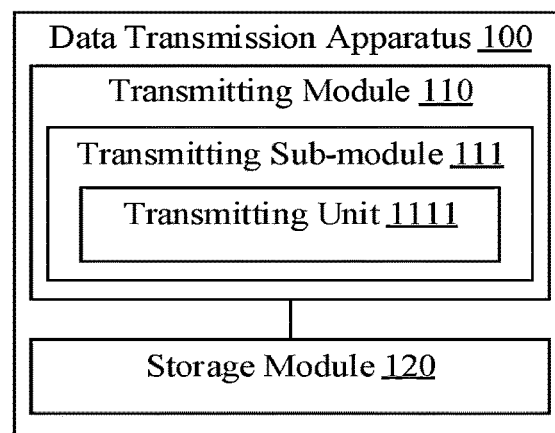 Data Transmission Apparatus 100
Transmitting Module 110
Transmitting Sub-module 111
Transmitting Unit 1111
Storage Module 120